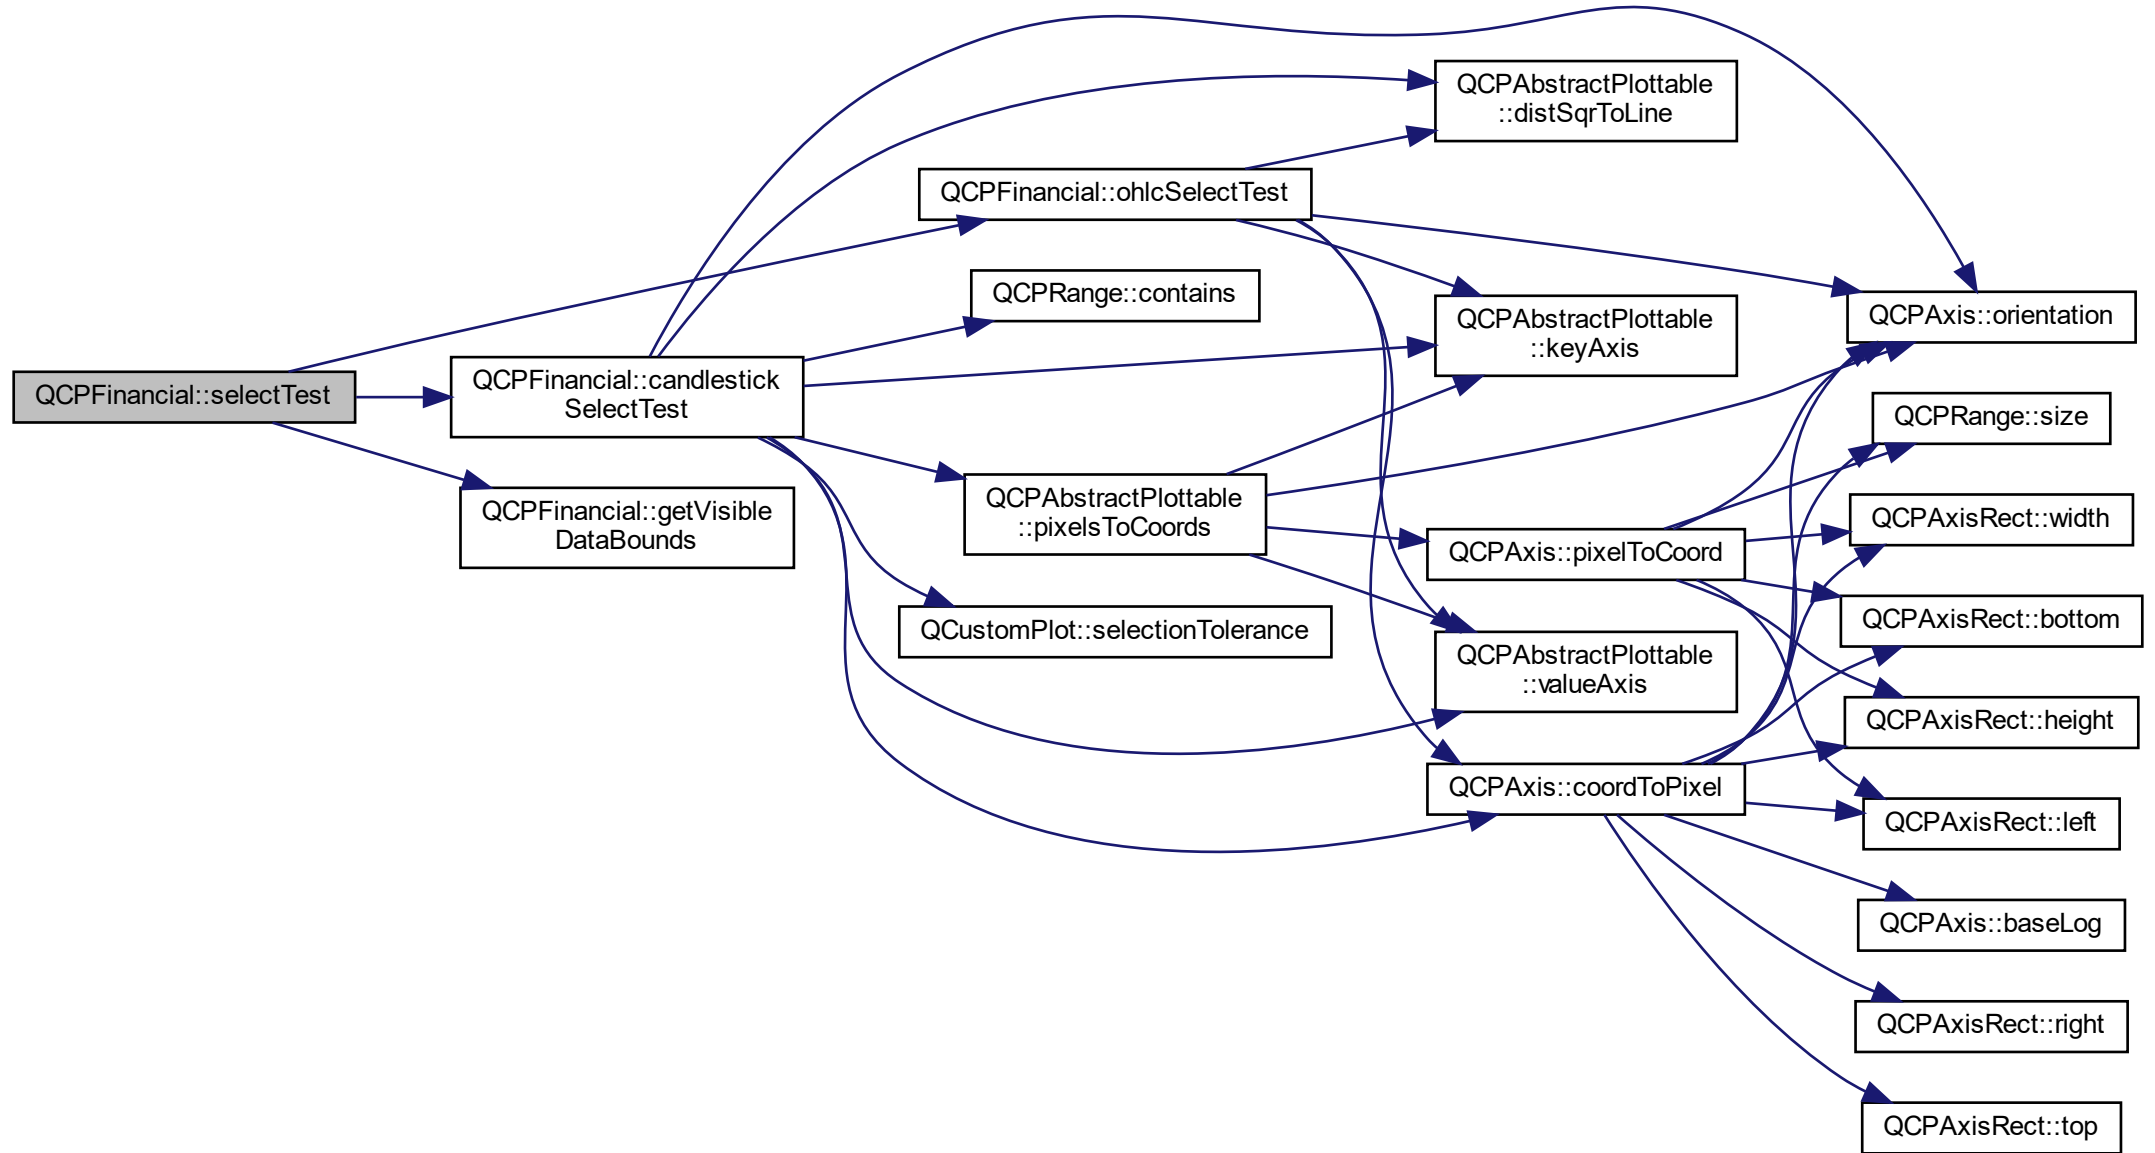 QCPFinancial::selectTest
QCPFinancial::candlestick
SelectTest
QCPFinancial::getVisible
DataBounds
QCPFinancial::ohlcSelectTest
QCPRange::contains
QCPAbstractPlottable
::pixelsToCoords
QCustomPlot::selectionTolerance
QCPAbstractPlottable
::distSqrToLine
QCPAbstractPlottable
::keyAxis
QCPAxis::pixelToCoord
QCPAbstractPlottable
::valueAxis
QCPAxis::coordToPixel
QCPAxis::orientation
QCPRange::size
QCPAxisRect::width
QCPAxisRect::bottom
QCPAxisRect::height
QCPAxisRect::left
QCPAxis::baseLog
QCPAxisRect::right
QCPAxisRect::top